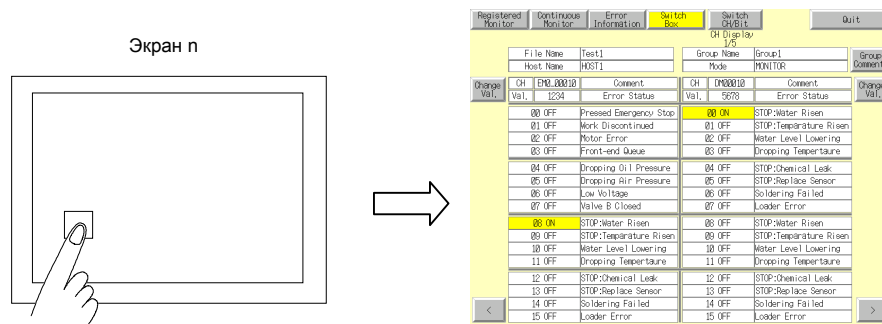 Экран n
Registered Monitor
Continuous Monitor
Error Information
Switch Box
Switch CH/Bit
Quit
CH Display
1/5
File Name Test1 Group Name Group1
Host Name HOST1 Mode MONITOR
Group Comment
Change Val.
CH EM0_00010 Comment CH DM00010 Comment
Val. 1234 Error Status Val. 5678 Error Status
Change Val.
00 OFF Pressed Emergency Stop 00 ON STOP:Water Risen
01 OFF Work Discontinued 01 OFF STOP:Temparature Risen
02 OFF Motor Error 02 OFF Water Level Lowering
03 OFF Front-end Queue 03 OFF Dropping Tempertaure
04 OFF Dropping Oil Pressure 04 OFF STOP:Chemical Leak
05 OFF Dropping Air Pressure 05 OFF STOP:Replace Sensor
06 OFF Low Voltage 06 OFF Soldering Failed
07 OFF Valve B Closed 07 OFF Loader Error
08 ON STOP:Water Risen 08 OFF STOP:Water Risen
09 OFF STOP:Temparature Risen 09 OFF STOP:Temparature Risen
10 OFF Water Level Lowering 10 OFF Water Level Lowering
11 OFF Dropping Tempertaure 11 OFF Dropping Tempertaure
12 OFF STOP:Chemical Leak 12 OFF STOP:Chemical Leak
13 OFF STOP:Replace Sensor 13 OFF STOP:Replace Sensor
14 OFF Soldering Failed 14 OFF Soldering Failed
15 OFF Loader Error 15 OFF Loader Error
< >